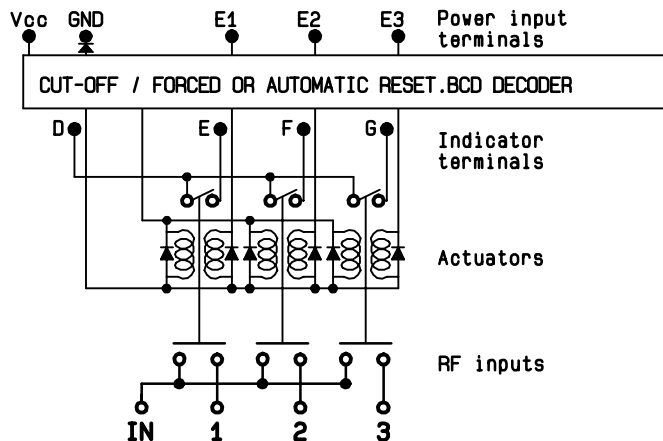 Vcc GND E1 E2 E3 Power input
terminals
CUT-OFF / FORCED OR AUTOMATIC RESET.BCD DECODER
D E F G Indicator
terminals
Actuators
RF inputs
IN 1 2 3